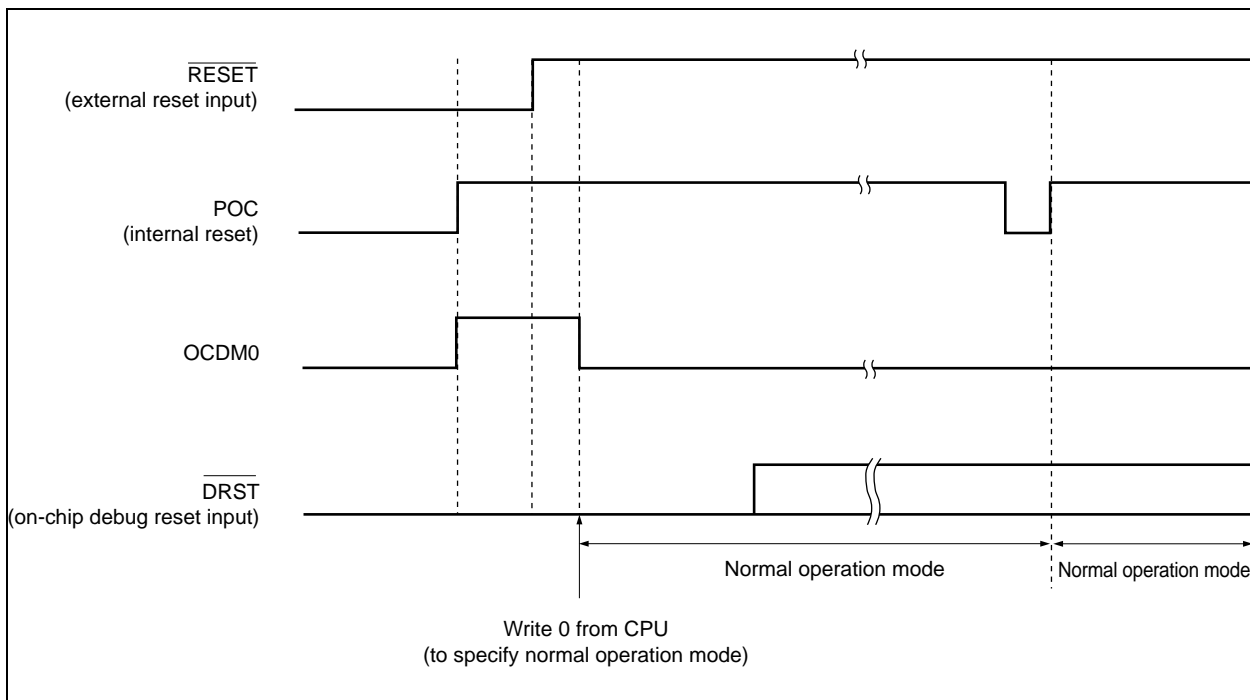 RESET
(external reset input)
POC
(internal reset)
OCDM0
DRST
(on-chip debug reset input)
Normal operation mode
Normal operation mode
Write 0 from CPU
(to specify normal operation mode)